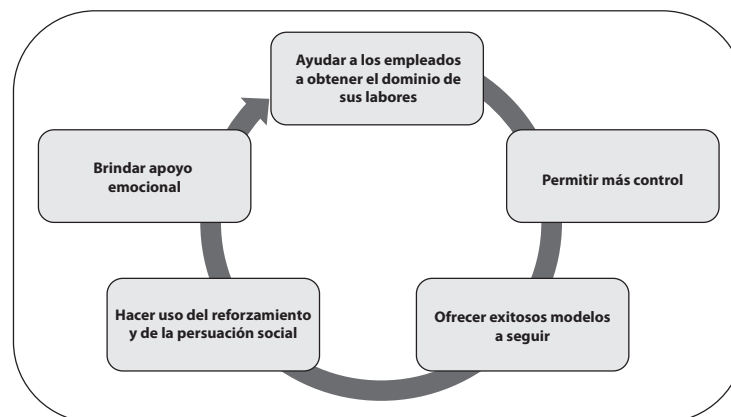 Ayudar a los empleados
a obtener el dominio de
sus labores
Permitir más control
Ofrecer exitosos modelos
a seguir
Hacer uso del reforzamiento
y de la persuación social
Brindar apoyo
emocional